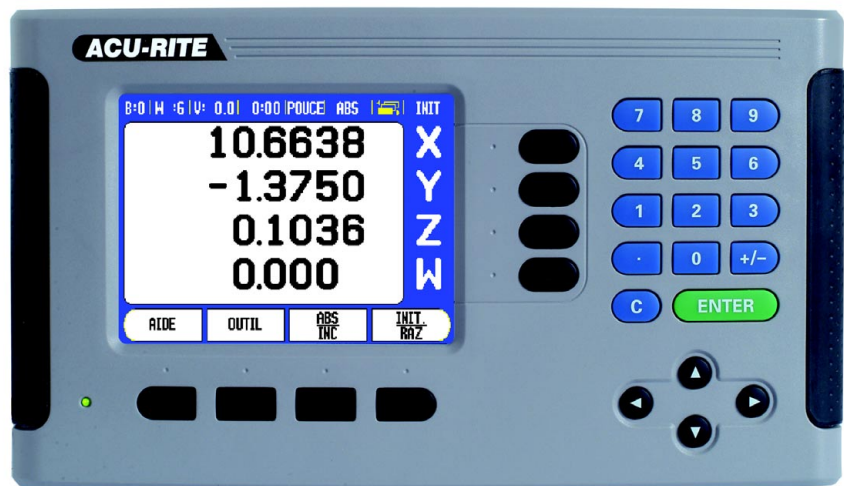 ACU-RITE
B:0 | W :6 | V: 0.0 | 0:00 | POUCE | ABS | INIT
10.6638 X
-1.3750 Y
0.1036 Z
0.000 W
AIDE OUTIL ABS/INC INIT./RAZ
7 8 9
4 5 6
1 2 3
. 0 +/-
C ENTER